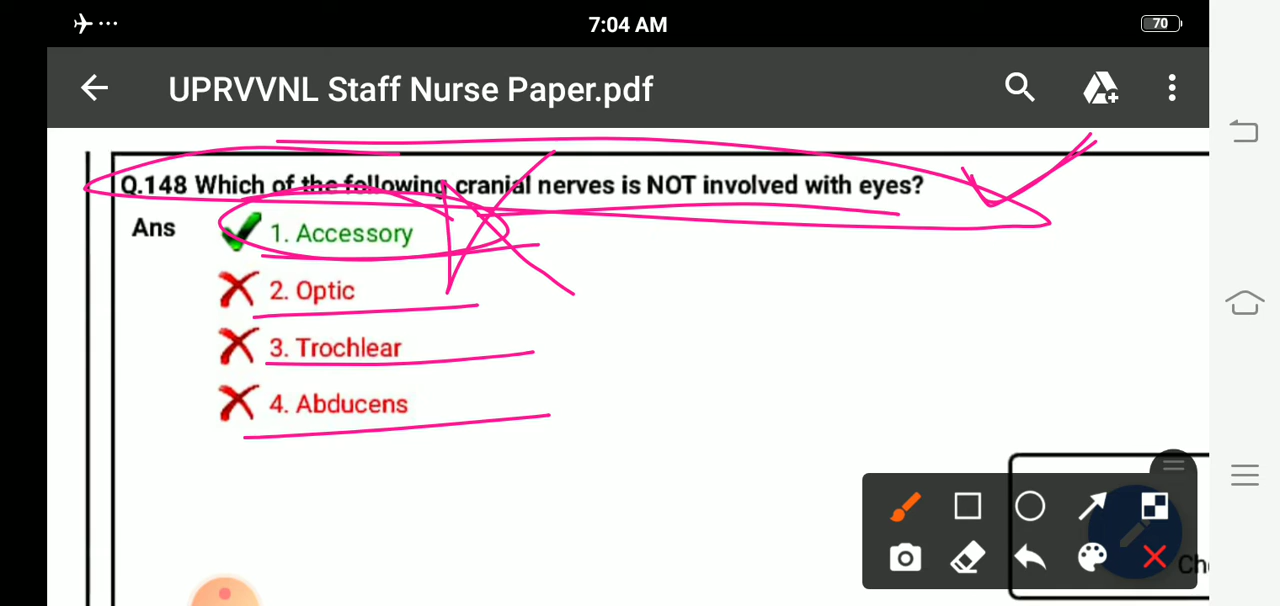 7:04 AM
70
UPRVVNL Staff Nurse Paper.pdf
Q.148 Which of the following cranial nerves is NOT involved with eyes?
Ans 1. Accessory
2. Optic
3. Trochlear
4. Abducens